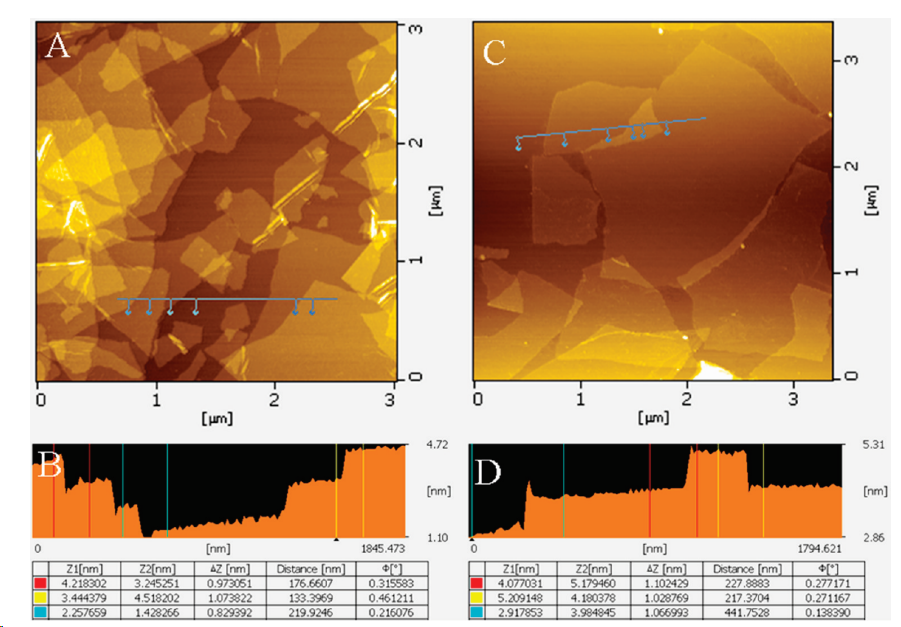 A
3
2
1
0
[µm]
0 1 2 3
[µm]
C
3
2
1
0
[µm]
0 1 2 3
[µm]
B
4.72
[nm]
1.10
0 [nm] 1845.473
Z1[nm] Z2[nm] ΔZ [nm] Distance [nm] Φ[°]
4.218302 3.245251 0.973051 176.6607 0.315583
3.444379 4.518202 1.073822 133.3969 0.461211
2.257659 1.428266 0.829392 219.9246 0.216076
D
5.31
[nm]
2.86
0 [nm] 1794.621
Z1[nm] Z2[nm] ΔZ [nm] Distance [nm] Φ[°]
4.077031 5.179460 1.102429 227.8883 0.277171
5.209148 4.180378 1.028769 217.3704 0.271167
2.917853 3.984845 1.066993 441.7528 0.138390